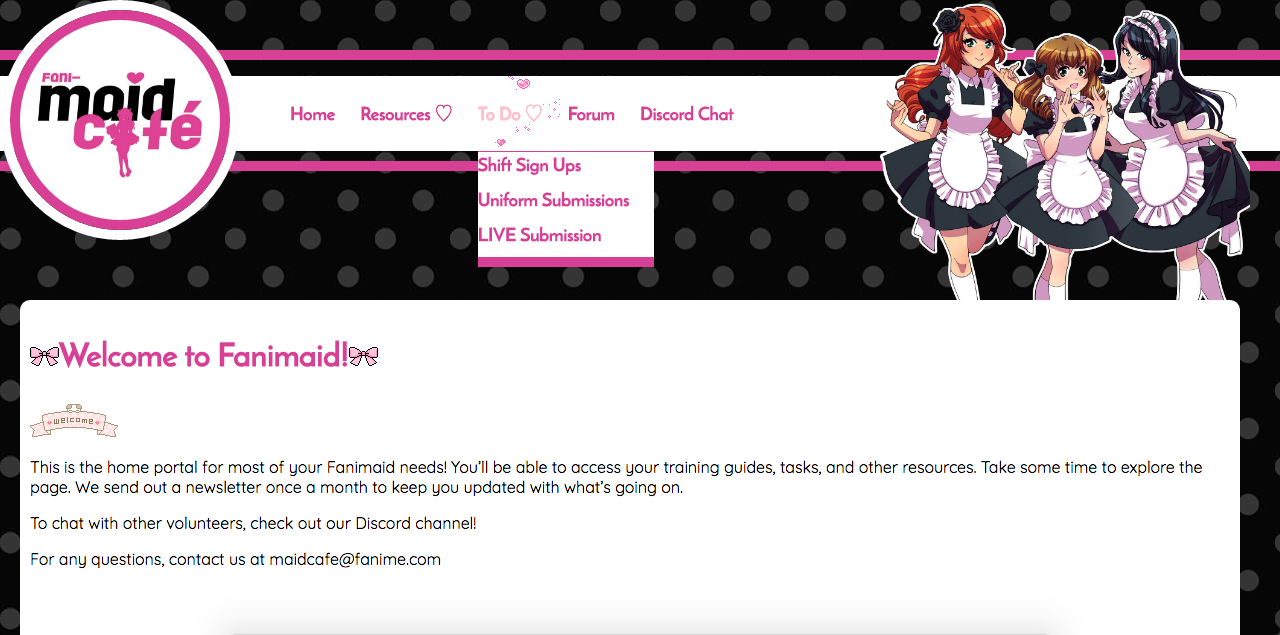 Fani-
maid
café
Home Resources ♡ To Do ♡ Forum Discord Chat
Shift Sign Ups
Uniform Submissions
LIVE Submission
Welcome to Fanimaid!
welcome
This is the home portal for most of your Fanimaid needs! You’ll be able to access your training guides, tasks, and other resources. Take some time to explore the
page. We send out a newsletter once a month to keep you updated with what’s going on.
To chat with other volunteers, check out our Discord channel!
For any questions, contact us at maidcafe@fanime.com